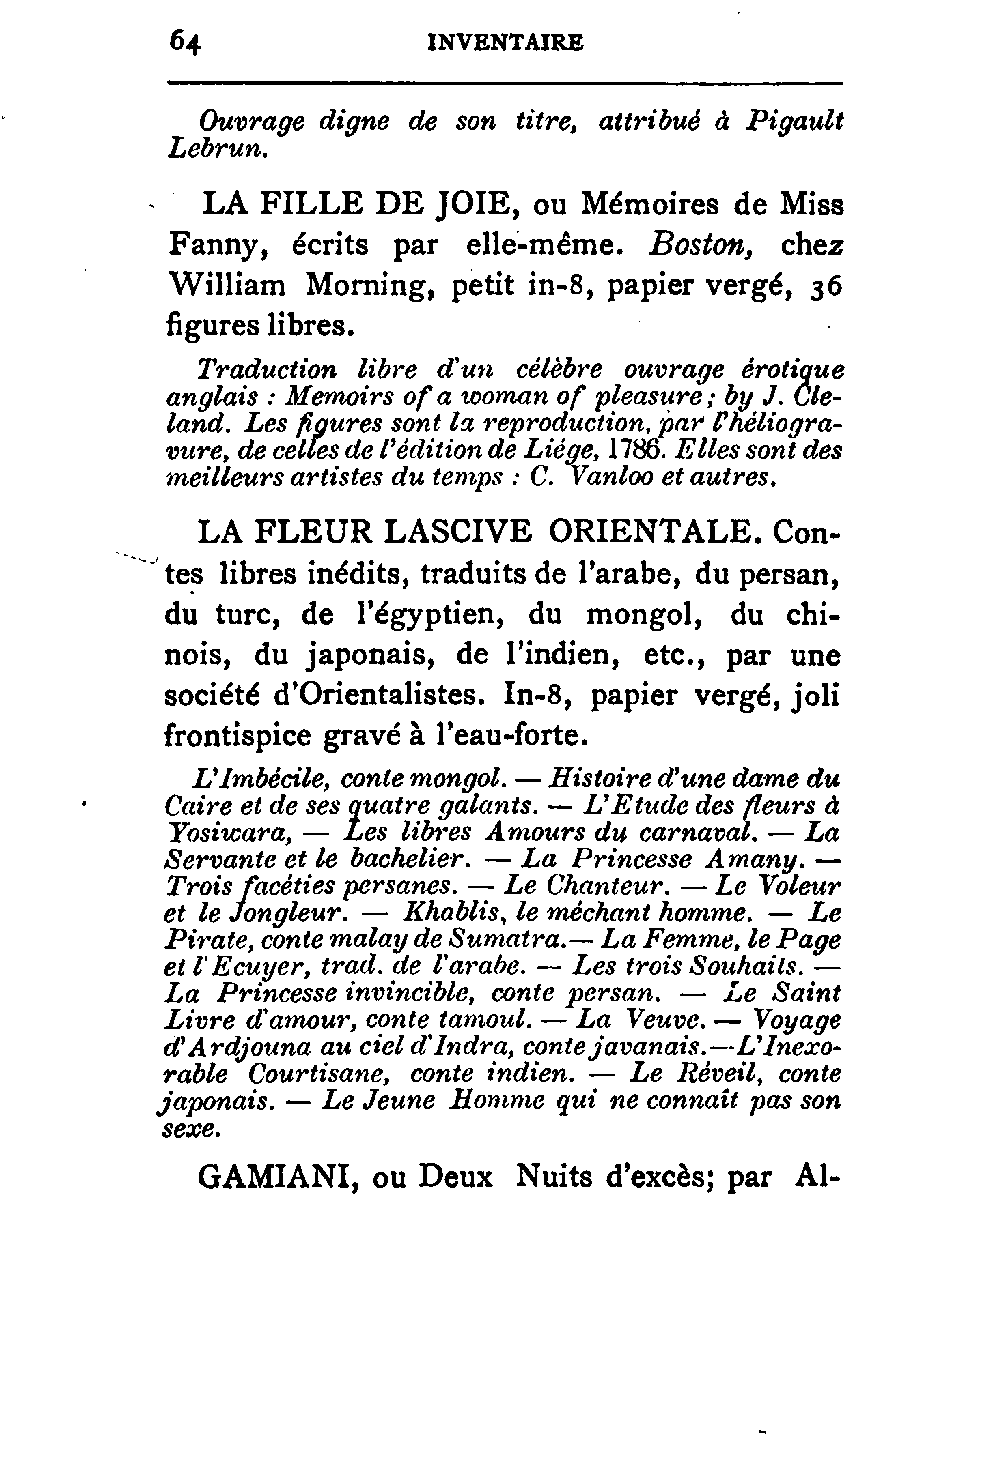 64 INVENTAIRE
Ouvrage digne de son titre, attribué à Pigault
Lebrun.
LA FILLE DE JOIE, ou Mémoires de Miss
Fanny, écrits par elle-même. Boston, chez
William Morning, petit in-8, papier vergé, 36
figures libres.
Traduction libre d'un célèbre ouvrage érotique
anglais : Memoirs of a woman of pleasure ; by J. Cle-
land. Les figures sont la reproduction, par l'héliogra-
vure, de celles de l'édition de Liége, 1786. Elles sont des
meilleurs artistes du temps : C. Vanloo et autres.
LA FLEUR LASCIVE ORIENTALE. Con-
tes libres inédits, traduits de l'arabe, du persan,
du turc, de l'égyptien, du mongol, du chi-
nois, du japonais, de l'indien, etc., par une
société d'Orientalistes. In-8, papier vergé, joli
frontispice gravé à l'eau-forte.
L'Imbécile, conte mongol. — Histoire d'une dame du
Caire et de ses quatre galants. — L'Etude des fleurs à
Yosiwara, — Les libres Amours du carnaval. — La
Servante et le bachelier. — La Princesse Amany. —
Trois facéties persanes. — Le Chanteur. — Le Voleur
et le Jongleur. — Khablis, le méchant homme. — Le
Pirate, conte malay de Sumatra.— La Femme, le Page
et l'Ecuyer, trad. de l'arabe. — Les trois Souhaits. —
La Princesse invincible, conte persan. — Le Saint
Livre d'amour, conte tamoul. — La Veuve. — Voyage
d'Ardjouna au ciel d'Indra, conte javanais.—L'Inexo-
rable Courtisane, conte indien. — Le Réveil, conte
japonais. — Le Jeune Homme qui ne connaît pas son
sexe.
GAMIANI, ou Deux Nuits d'excès; par Al-